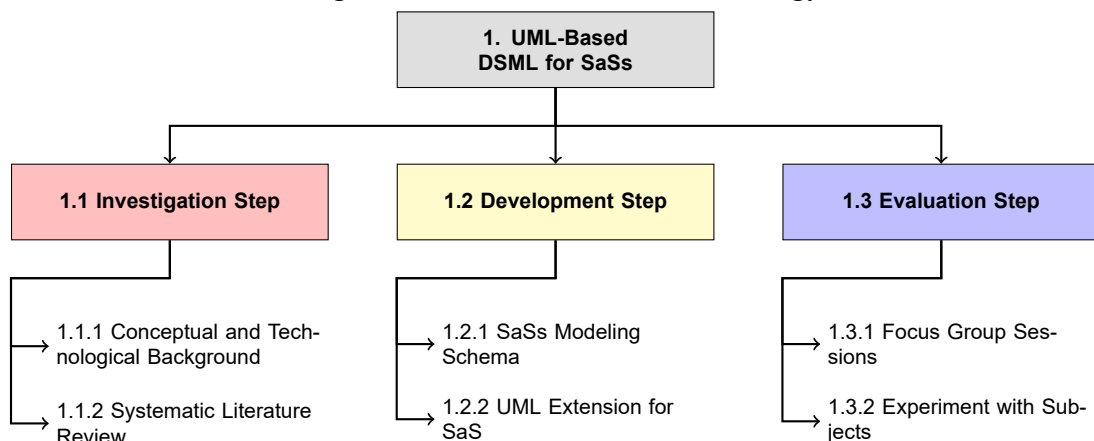 1. UML-Based
DSML for SaSs
1.1 Investigation Step
1.2 Development Step
1.3 Evaluation Step
1.1.1 Conceptual and Tech-
nological Background
1.1.2 Systematic Literature
Review
1.2.1 SaSs Modeling
Schema
1.2.2 UML Extension for
SaS
1.3.1 Focus Group Ses-
sions
1.3.2 Experiment with Sub-
jects